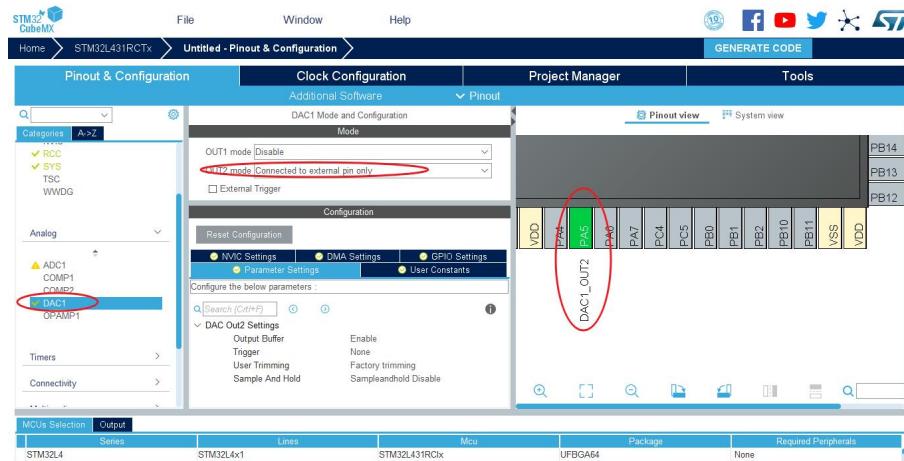 STM32
CubeMX
File
Window
Help
10
Home
STM32L431RCTx
Untitled - Pinout & Configuration
GENERATE CODE
Pinout & Configuration
Clock Configuration
Project Manager
Tools
Additional Software
Pinout
Categories
A->Z
RCC
SYS
TSC
WWDG
Analog
ADC1
COMP1
COMP2
DAC1
OPAMP1
Timers
Connectivity
DAC1 Mode and Configuration
Mode
OUT1 mode Disable
OUT2 mode Connected to external pin only
External Trigger
Configuration
Reset Configuration
NVIC Settings
DMA Settings
GPIO Settings
Parameter Settings
User Constants
Configure the below parameters :
Search (Crtl+F)
DAC Out2 Settings
Output Buffer Enable
Trigger None
User Trimming Factory trimming
Sample And Hold Sampleandhold Disable
Pinout view
System view
PB14
PB13
PB12
VDD
PA4
PA5
PA6
PA7
PC4
PC5
PB0
PB1
PB2
PB10
PB11
VSS
VDD
DAC1_OUT2
MCUs Selection
Output
Series Lines Mcu Package Required Peripherals
STM32L4 STM32L4x1 STM32L431RCIx UFBGA64 None